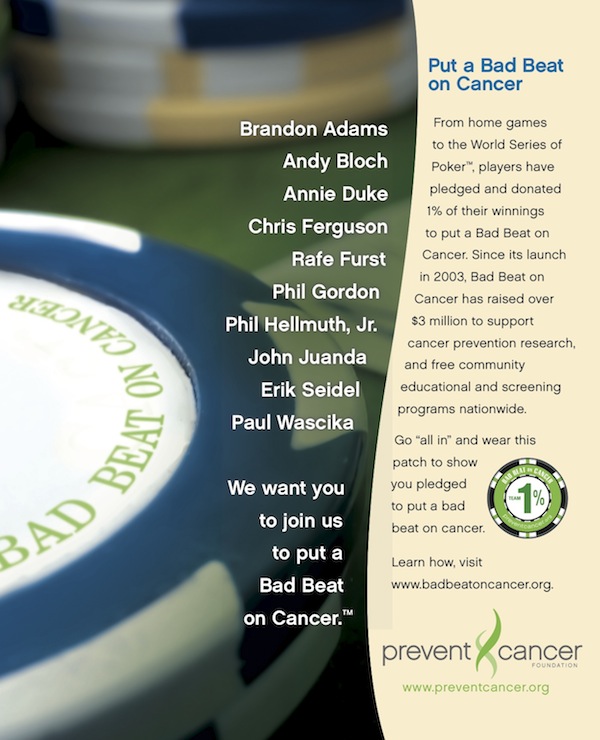 Brandon Adams
Andy Bloch
Annie Duke
Chris Ferguson
Rafe Furst
Phil Gordon
Phil Hellmuth, Jr.
John Juanda
Erik Seidel
Paul Wascika
We want you
to join us
to put a
Bad Beat
on Cancer.™
BAD BEAT ON CANCER
Put a Bad Beat
on Cancer
From home games
to the World Series of
Poker™, players have
pledged and donated
1% of their winnings
to put a Bad Beat on
Cancer. Since its launch
in 2003, Bad Beat on
Cancer has raised over
$3 million to support
cancer prevention research,
and free community
educational and screening
programs nationwide.
Go “all in” and wear this
patch to show
you pledged
to put a bad
beat on cancer.
BAD BEAT ON CANCER
TEAM 1%
preventcancer.org
Learn how, visit
www.badbeatoncancer.org.
prevent cancer
FOUNDATION
www.preventcancer.org